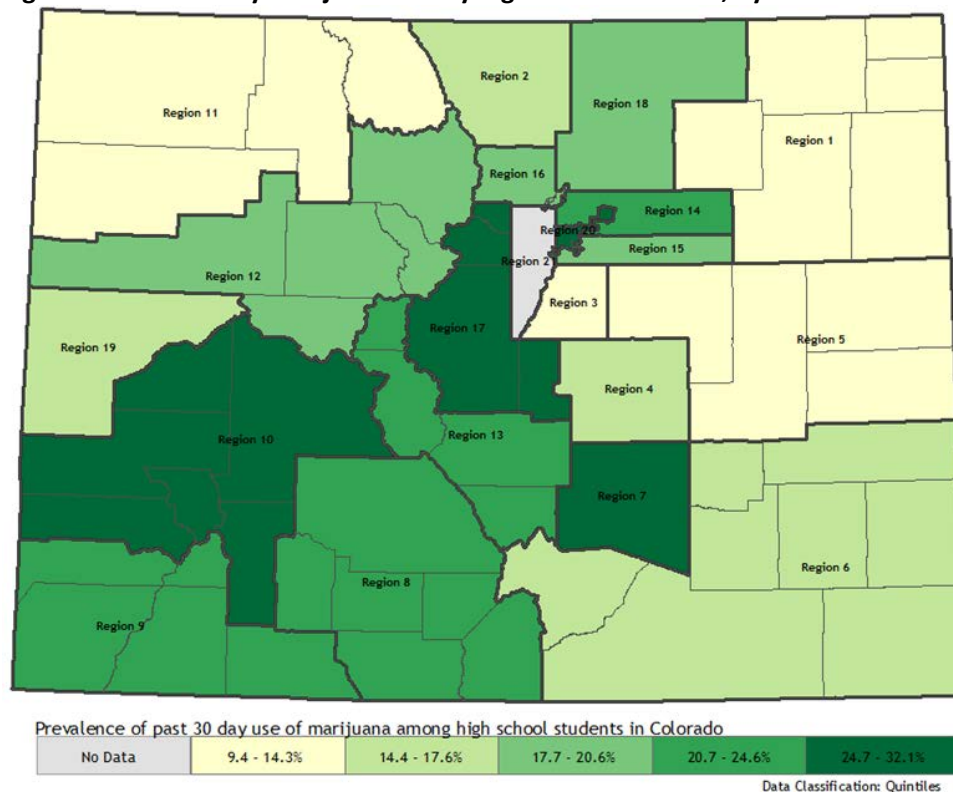 Region 2
Region 18
Region 11
Region 1
Region 16
Region 14
Region 20
Region 2
Region 15
Region 12
Region 3
Region 17
Region 5
Region 19
Region 4
Region 10
Region 13
Region 7
Region 6
Region 8
Region 9
Prevalence of past 30 day use of marijuana among high school students in Colorado
No Data
9.4 - 14.3%
14.4 - 17.6%
17.7 - 20.6%
20.7 - 24.6%
24.7 - 32.1%
Data Classification: Quintiles